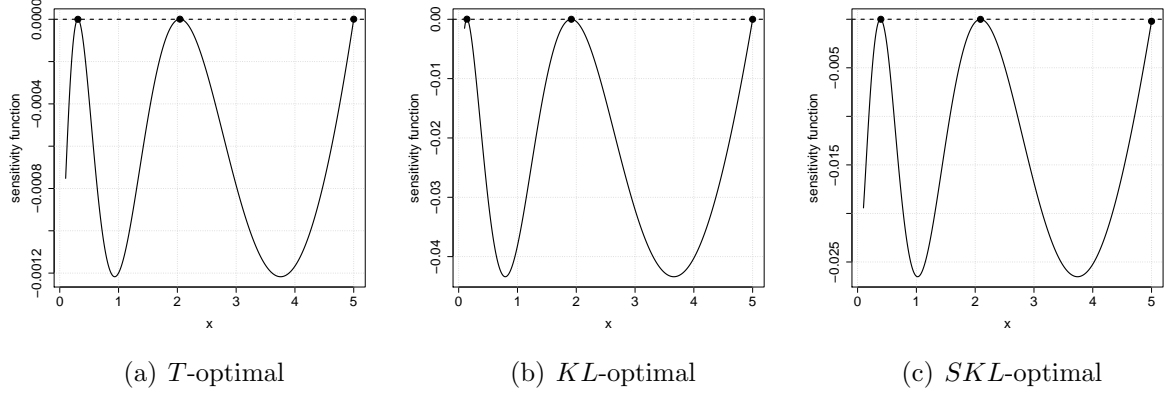 0.0000
−0.0004
−0.0008
−0.0012
sensitivity function
0 1 2 3 4 5
x
(a) T-optimal
0.00
−0.01
−0.02
−0.03
−0.04
sensitivity function
0 1 2 3 4 5
x
(b) KL-optimal
−0.005
−0.015
−0.025
sensitivity function
0 1 2 3 4 5
x
(c) SKL-optimal